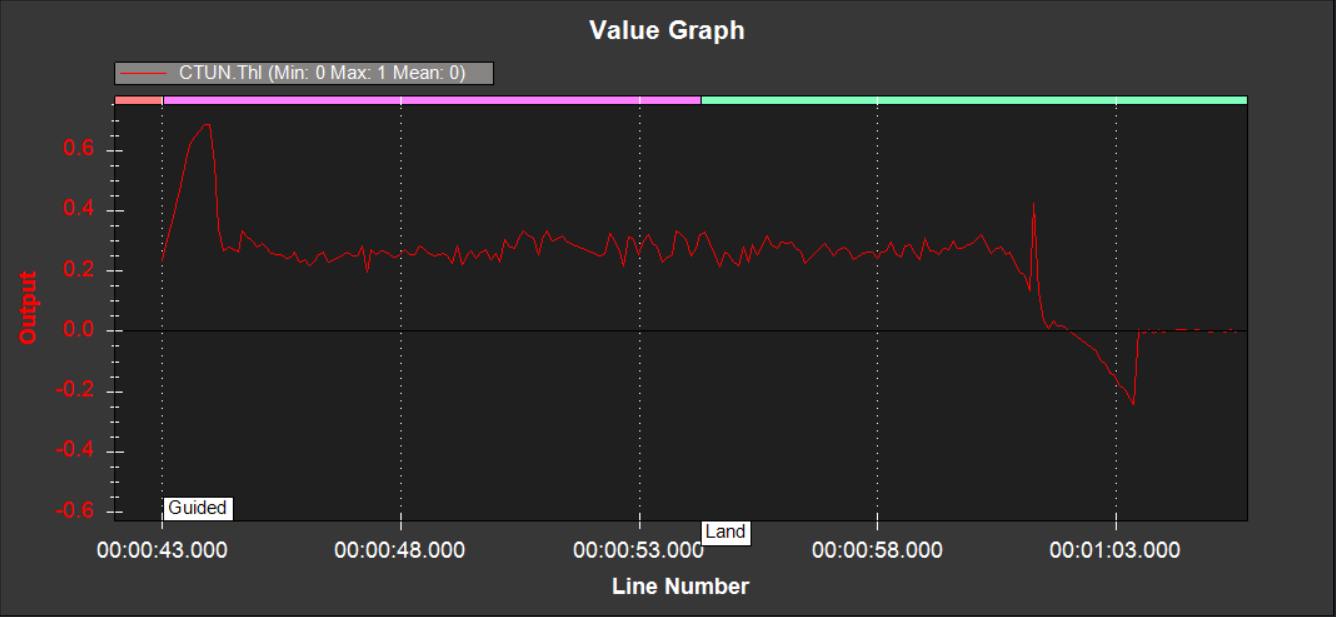 Value Graph
CTUN.ThI (Min: 0 Max: 1 Mean: 0)
0.6
0.4
0.2
0.0
-0.2
-0.4
-0.6
Output
Guided
Land
00:00:43.000 00:00:48.000 00:00:53.000 00:00:58.000 00:01:03.000
Line Number